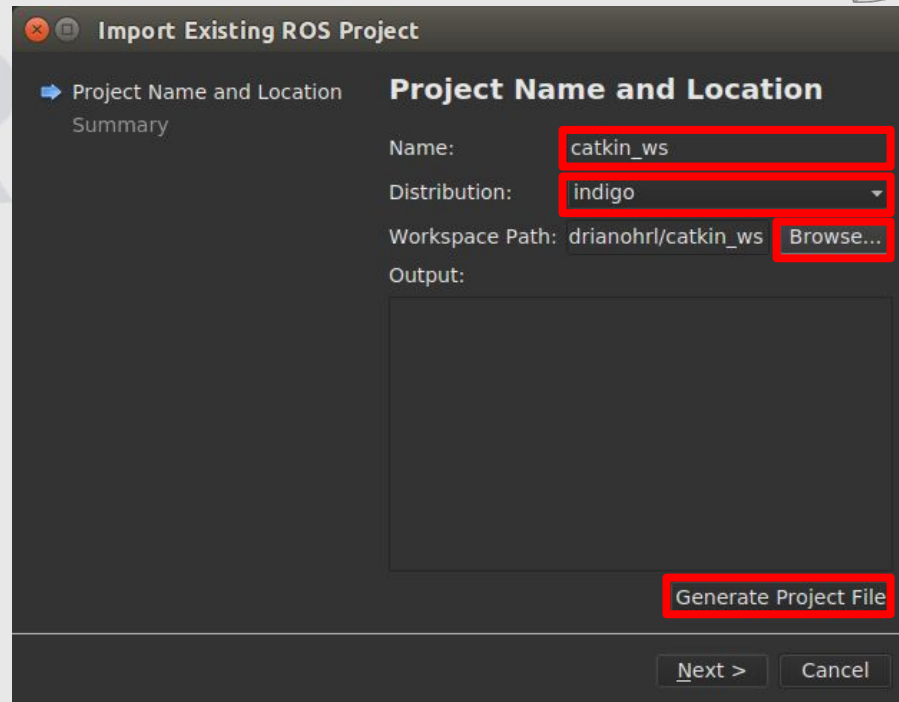 Import Existing ROS Project
Project Name and Location
Summary
Project Name and Location
Name: catkin_ws
Distribution: indigo
Workspace Path: drianohrl/catkin_ws Browse...
Output:
Generate Project File
Next > Cancel